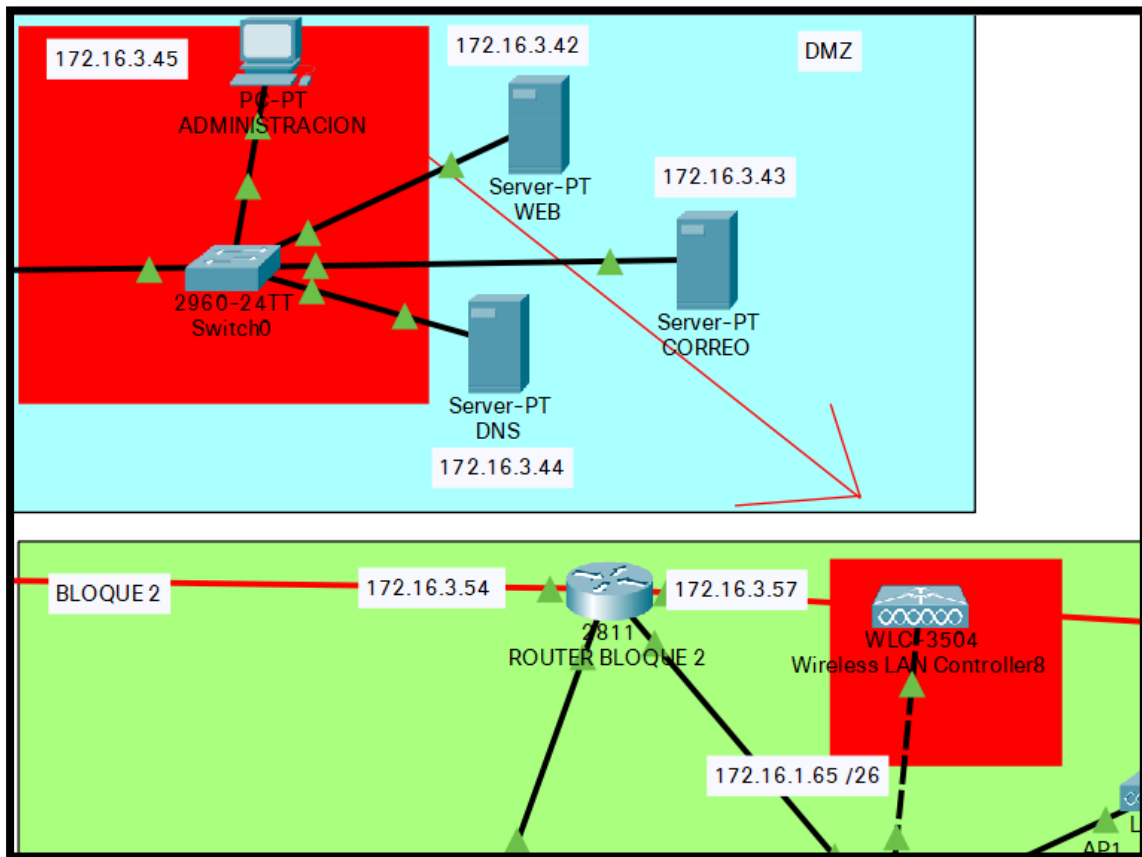 172.16.3.45
PC-PT
ADMINISTRACION
172.16.3.42
DMZ
Server-PT
WEB
172.16.3.43
2960-24TT
Switch0
Server-PT
CORREO
Server-PT
DNS
172.16.3.44
BLOQUE 2
172.16.3.54
172.16.3.57
2811
ROUTER BLOQUE 2
WLC-3504
Wireless LAN Controller8
172.16.1.65 /26
L
AP1